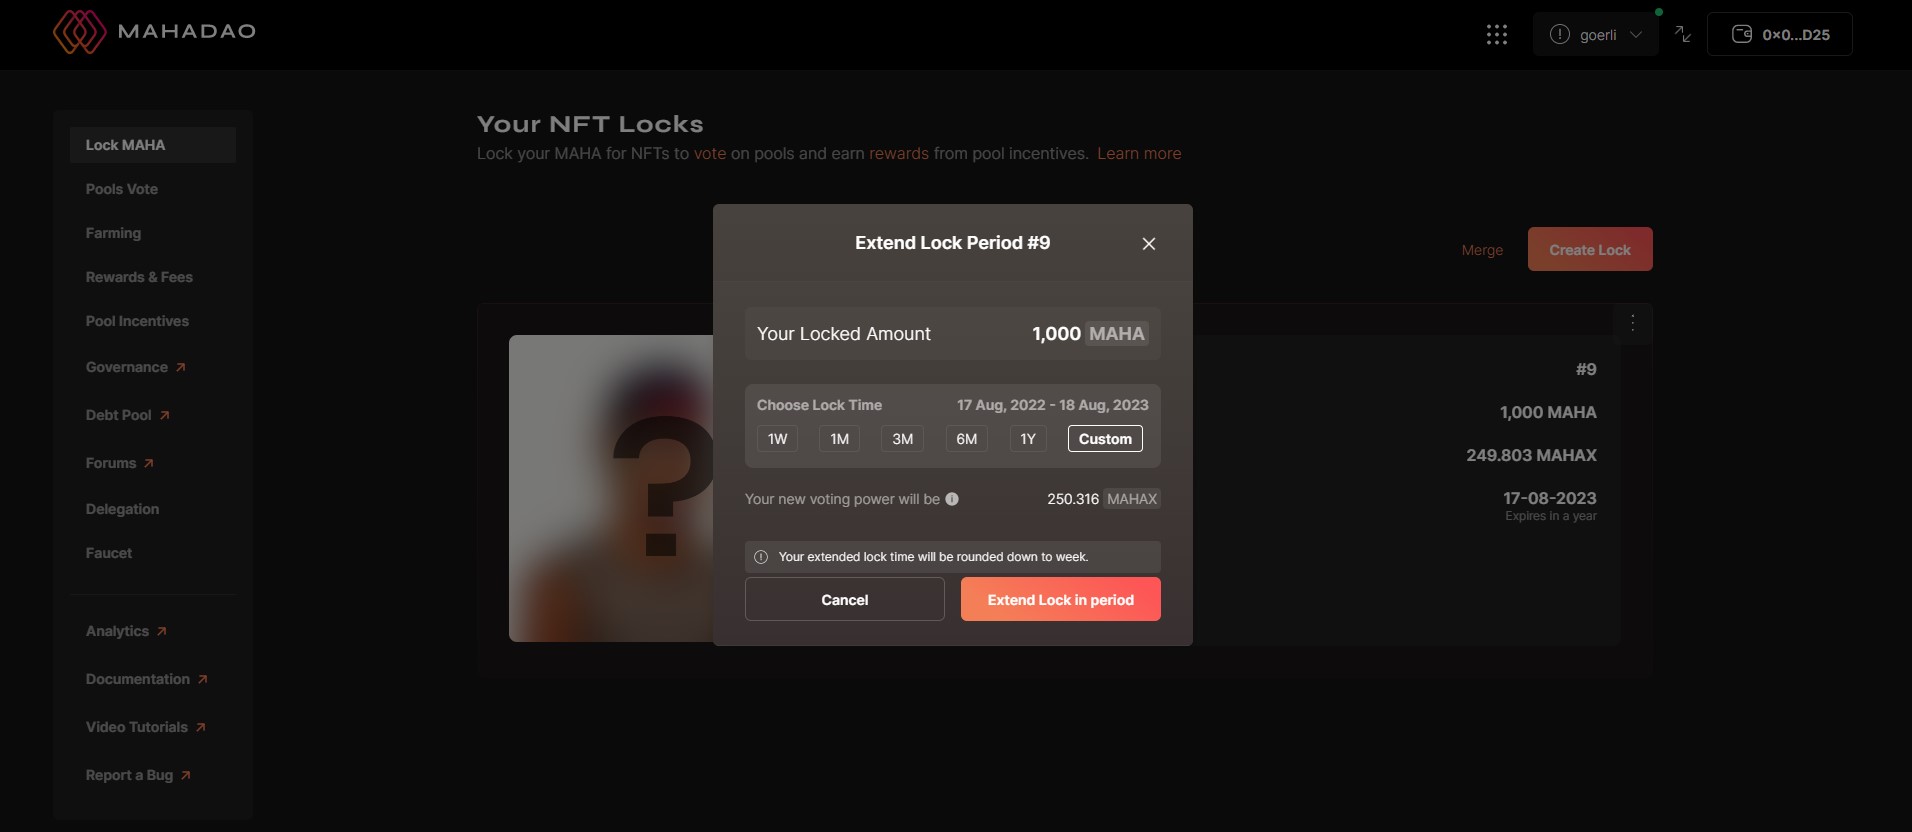 MAHADAO
goerli
0×0...D25
Lock MAHA
Pools Vote
Farming
Rewards & Fees
Pool Incentives
Governance
Debt Pool
Forums
Delegation
Faucet
Analytics
Documentation
Video Tutorials
Report a Bug
Your NFT Locks
Lock your MAHA for NFTs to vote on pools and earn rewards from pool incentives. Learn more
Merge
Create Lock
?
Extend Lock Period #9
Your Locked Amount 1,000 MAHA
Choose Lock Time 17 Aug, 2022 - 18 Aug, 2023
1W 1M 3M 6M 1Y Custom
Your new voting power will be 250.316 MAHAX
Your extended lock time will be rounded down to week.
Cancel Extend Lock in period
#9
1,000 MAHA
249.803 MAHAX
17-08-2023
Expires in a year